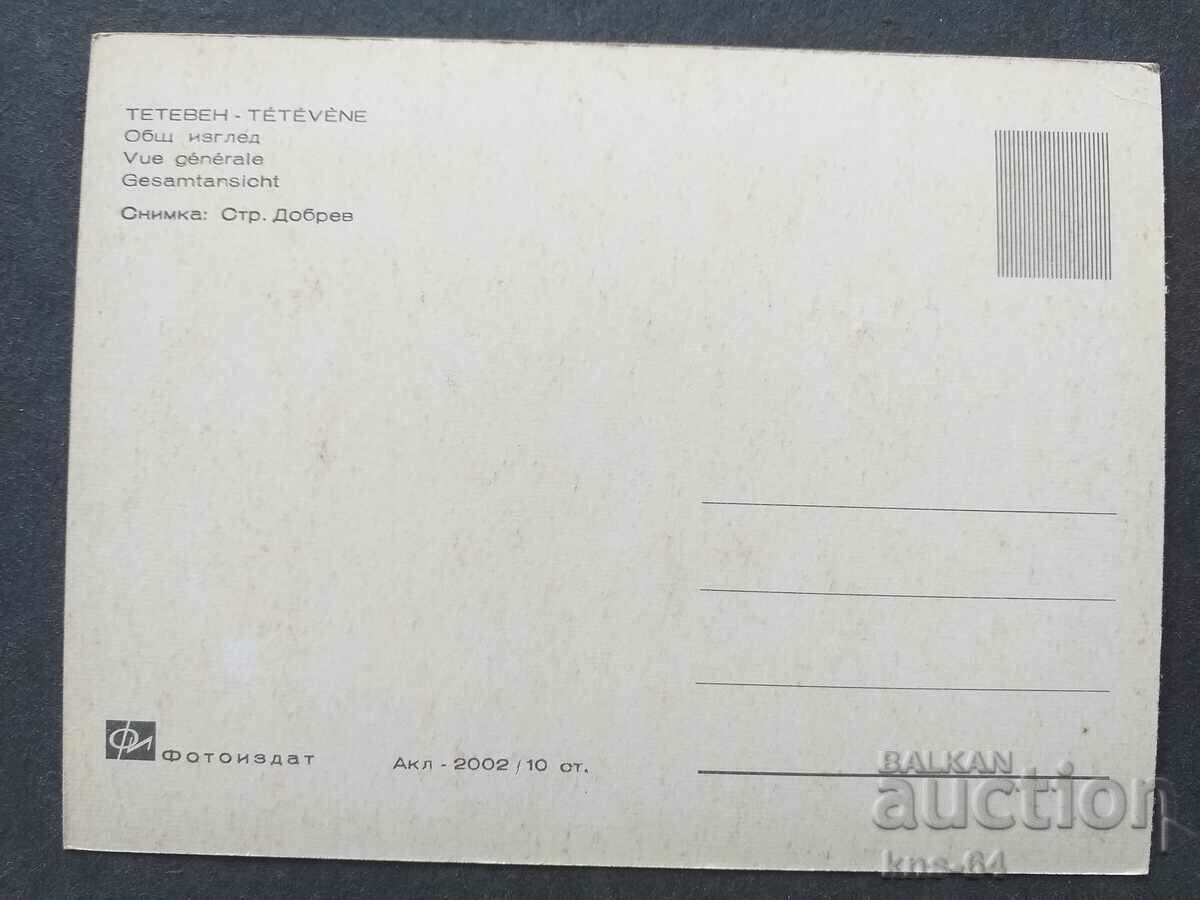 ТЕТЕВЕН - TÉTÉVÈNE
Общ изглед
Vue générale
Gesamtansicht
Снимка: Стр. Добрев
ФИ Фотоиздат
Акл - 2002 / 10 ст.
BALKAN
auction
kns-64